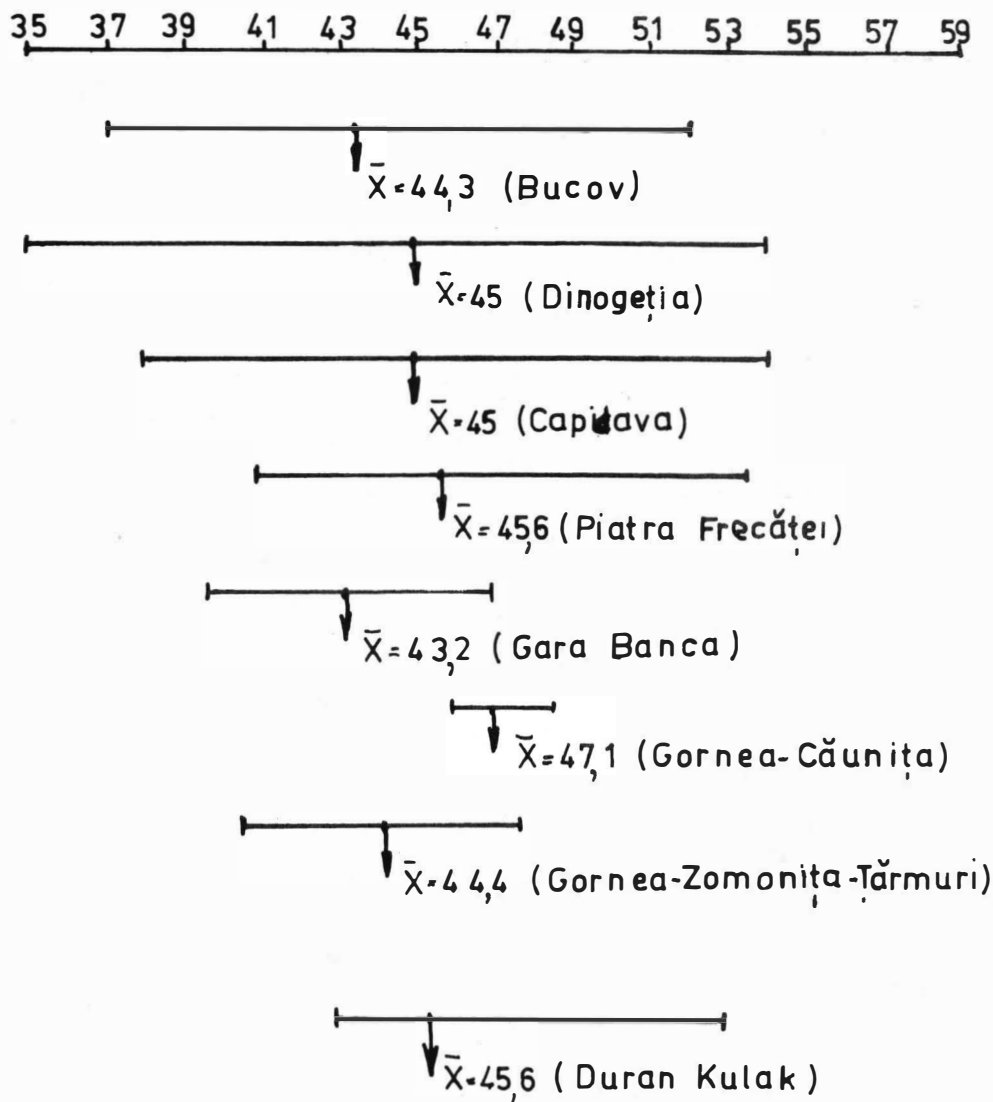 35 37 39 41 43 45 47 49 51 53 55 57 59
X̄=44,3 (Bucov)
X̄=45 (Dinogeția)
X̄=45 (Capidava)
X̄=45,6 (Piatra Frecăței)
X̄=43,2 (Gara Banca)
X̄=47,1 (Gornea-Căunița)
X̄=44,4 (Gornea-Zomonița-Țărmuri)
X̄=45,6 (Duran Kulak)